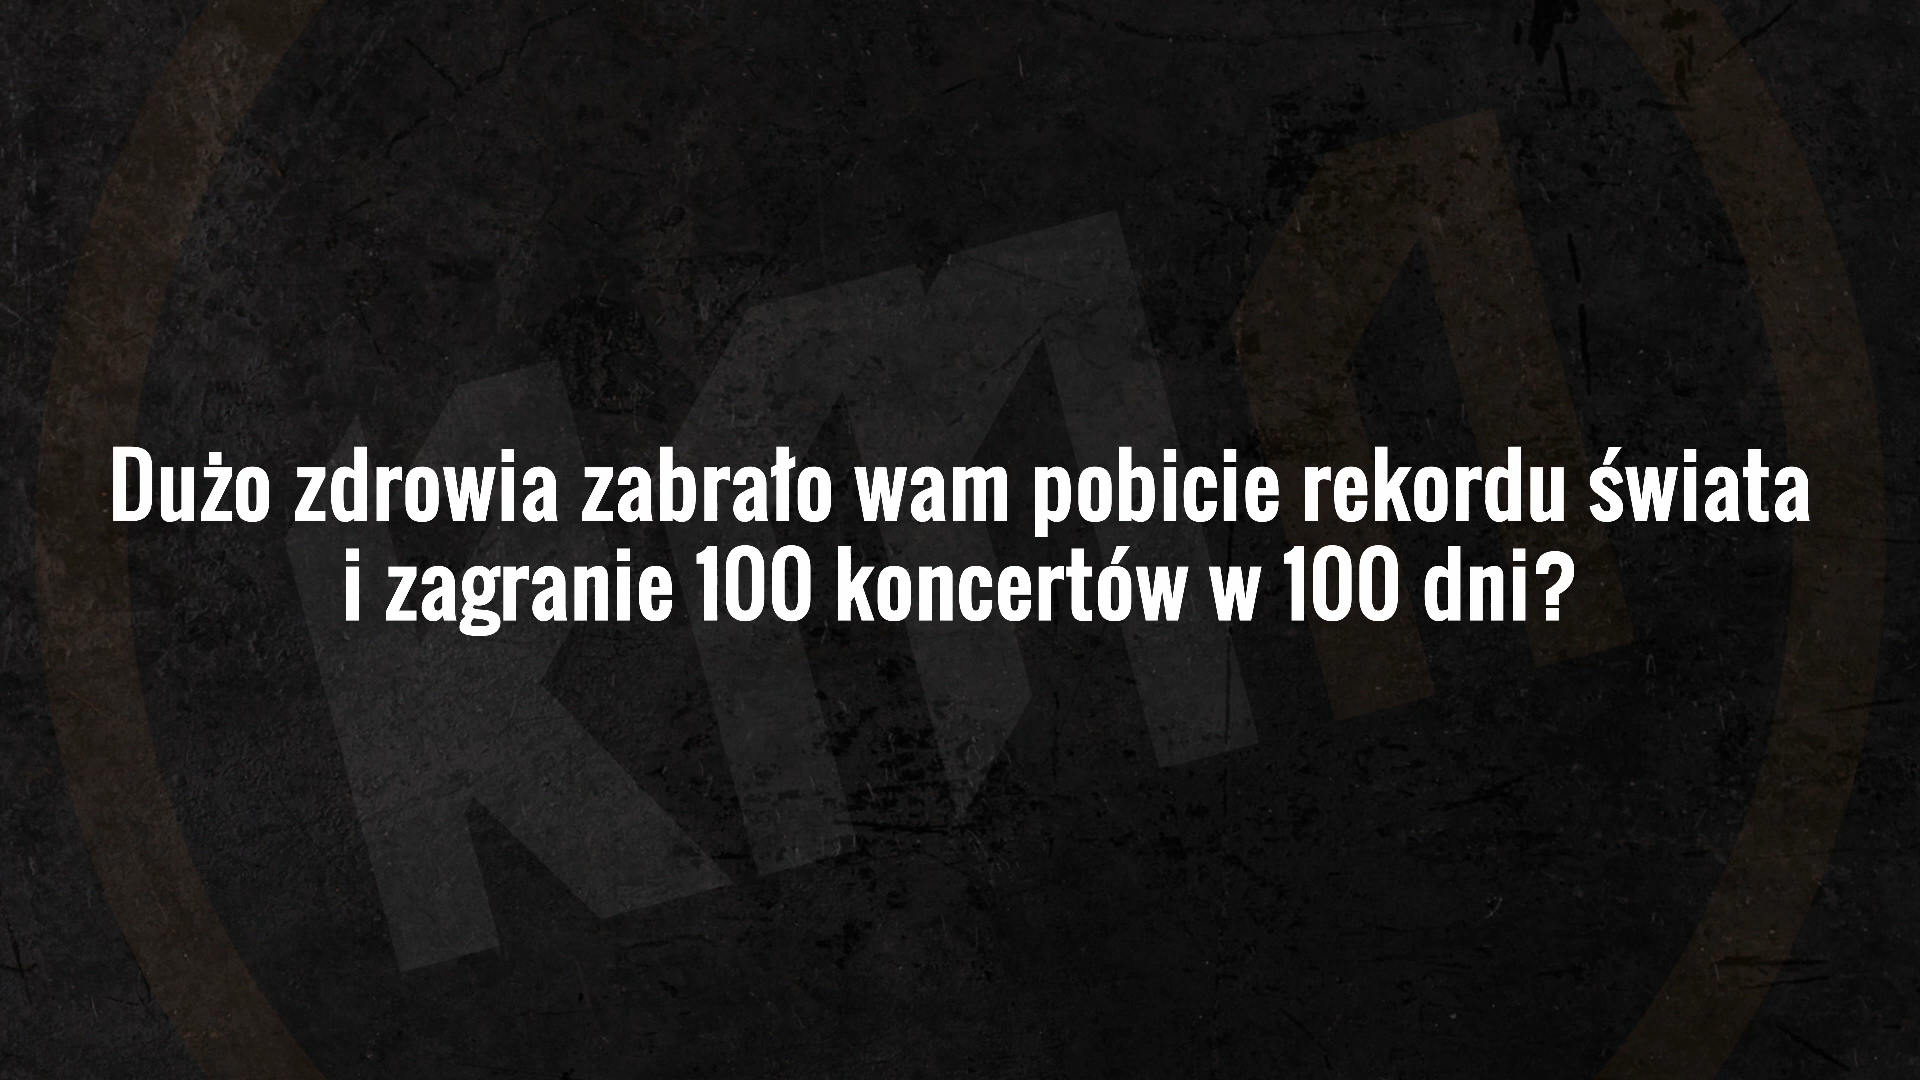 Dużo zdrowia zabrało wam pobicie rekordu świata
i zagranie 100 koncertów w 100 dni?